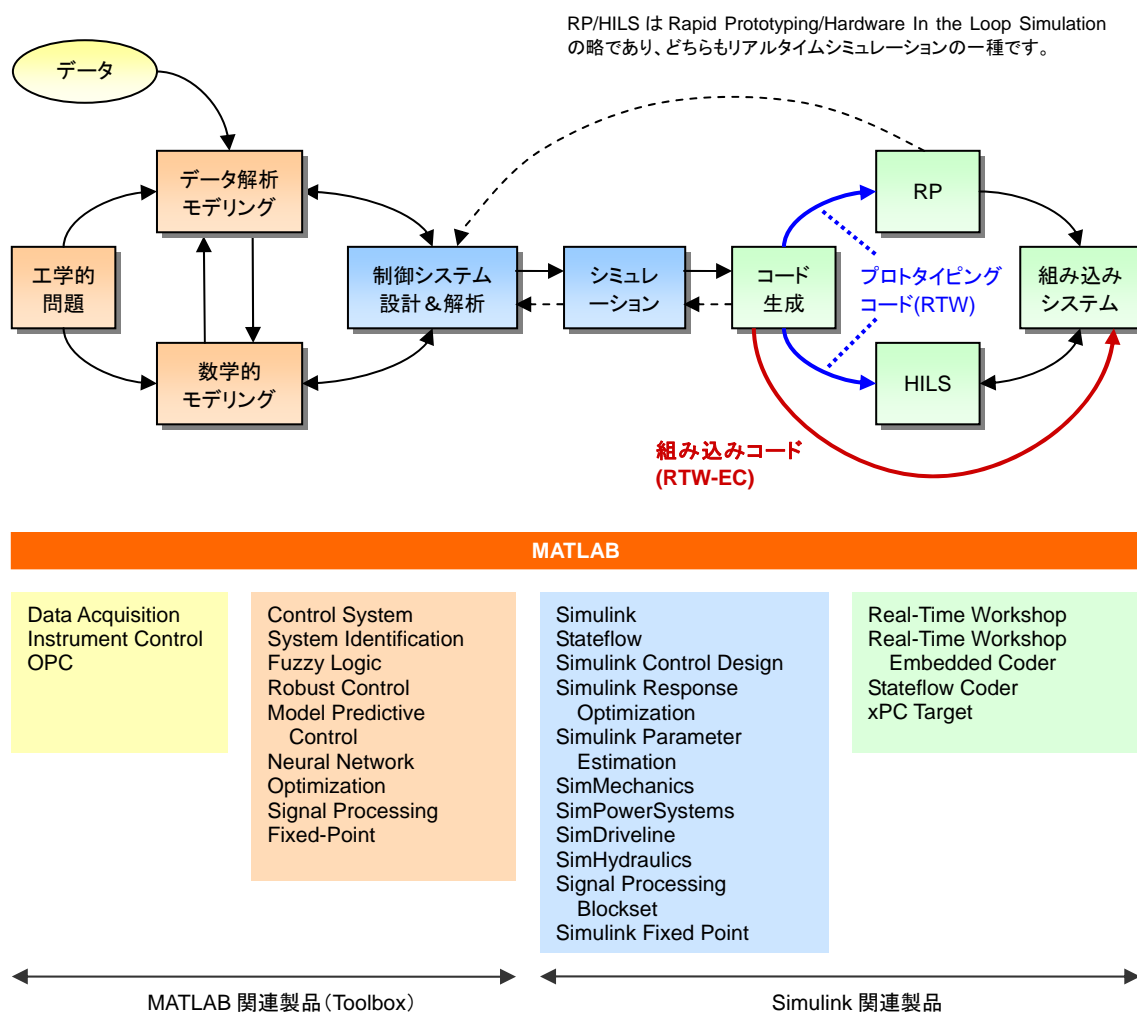 RP/HILS は Rapid Prototyping/Hardware In the Loop Simulation
の略であり、どちらもリアルタイムシミュレーションの一種です。
データ
データ解析
モデリング
工学的
問題
数学的
モデリング
制御システム
設計＆解析
シミュレ
ーション
コード
生成
RP
プロトタイピング
コード(RTW)
HILS
組み込み
システム
組み込みコード
(RTW-EC)
MATLAB
Data Acquisition
Instrument Control
OPC
Control System
System Identification
Fuzzy Logic
Robust Control
Model Predictive
Control
Neural Network
Optimization
Signal Processing
Fixed-Point
Simulink
Stateflow
Simulink Control Design
Simulink Response
Optimization
Simulink Parameter
Estimation
SimMechanics
SimPowerSystems
SimDriveline
SimHydraulics
Signal Processing
Blockset
Simulink Fixed Point
Real-Time Workshop
Real-Time Workshop
Embedded Coder
Stateflow Coder
xPC Target
MATLAB 関連製品（Toolbox）
Simulink 関連製品